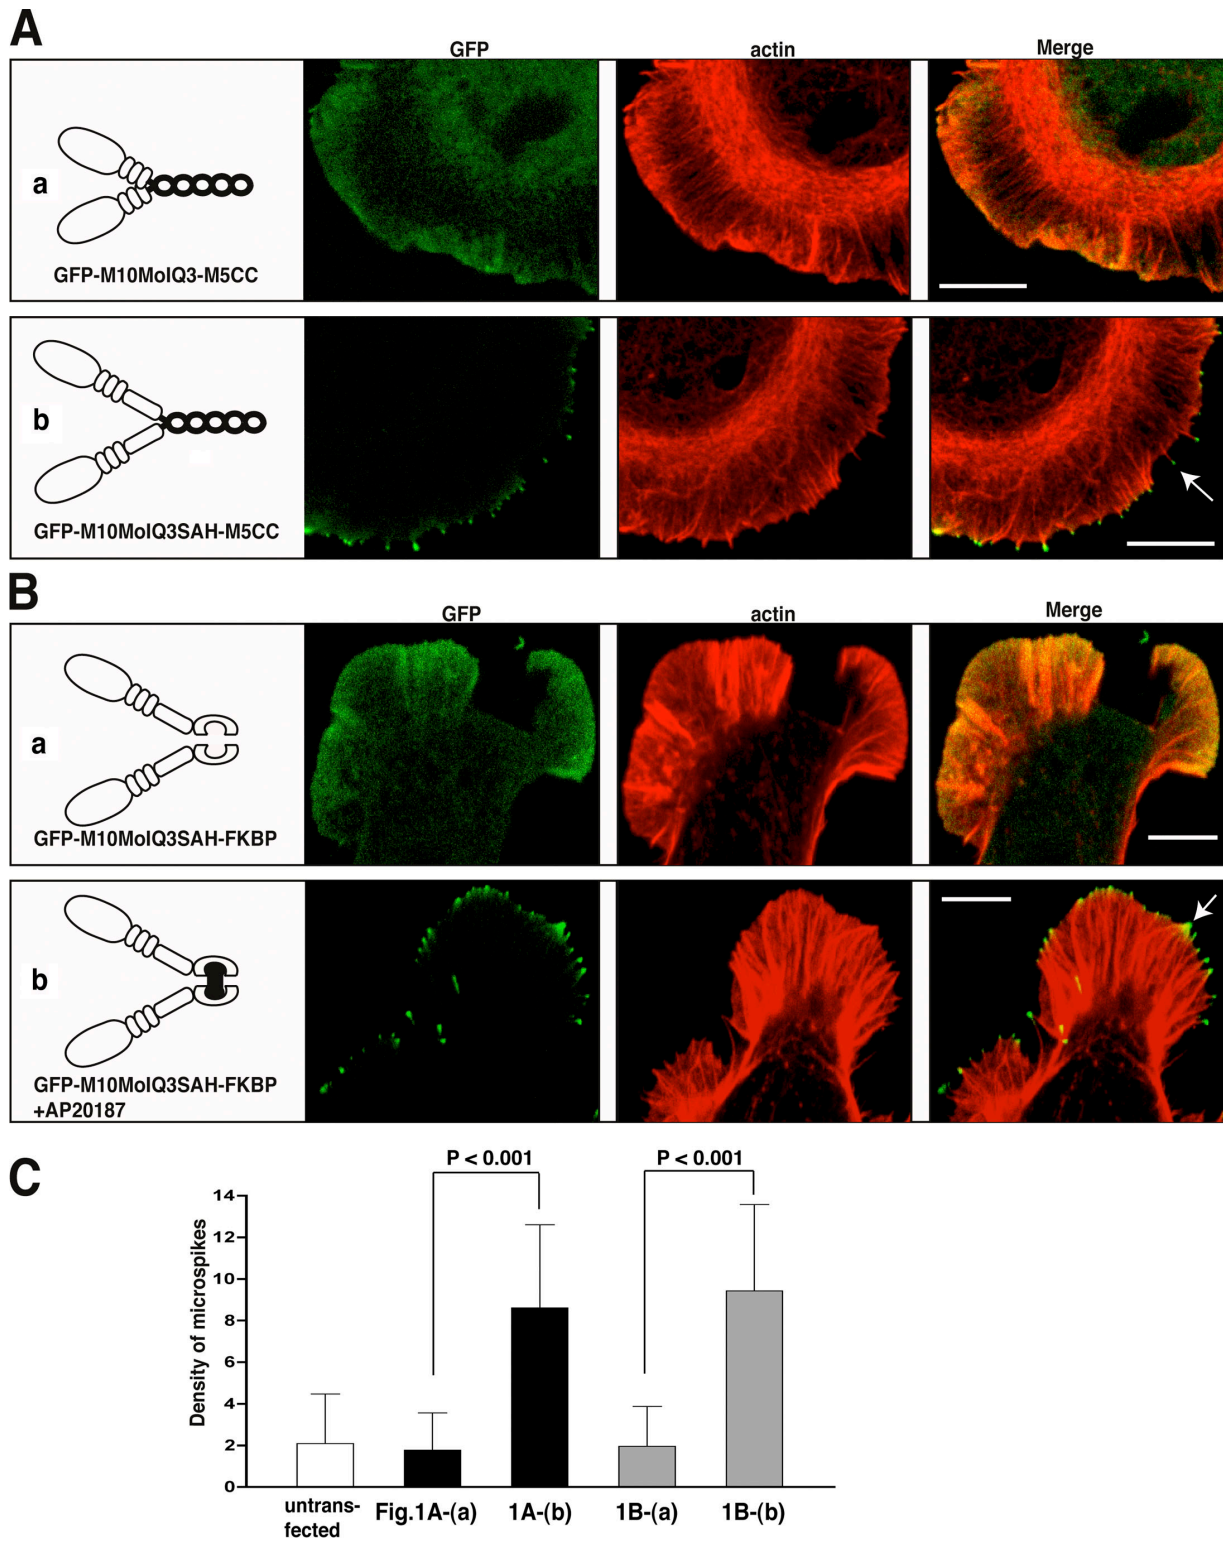 A
GFP
actin
Merge
a
GFP-M10MoIQ3-M5CC
b
GFP-M10MoIQ3SAH-M5CC
B
GFP
actin
Merge
a
GFP-M10MoIQ3SAH-FKBP
b
GFP-M10MoIQ3SAH-FKBP
+AP20187
C
P < 0.001
P < 0.001
Density of microspikes
14
12
10
8
6
4
2
0
untrans-
fected
Fig.1A-(a)
1A-(b)
1B-(a)
1B-(b)